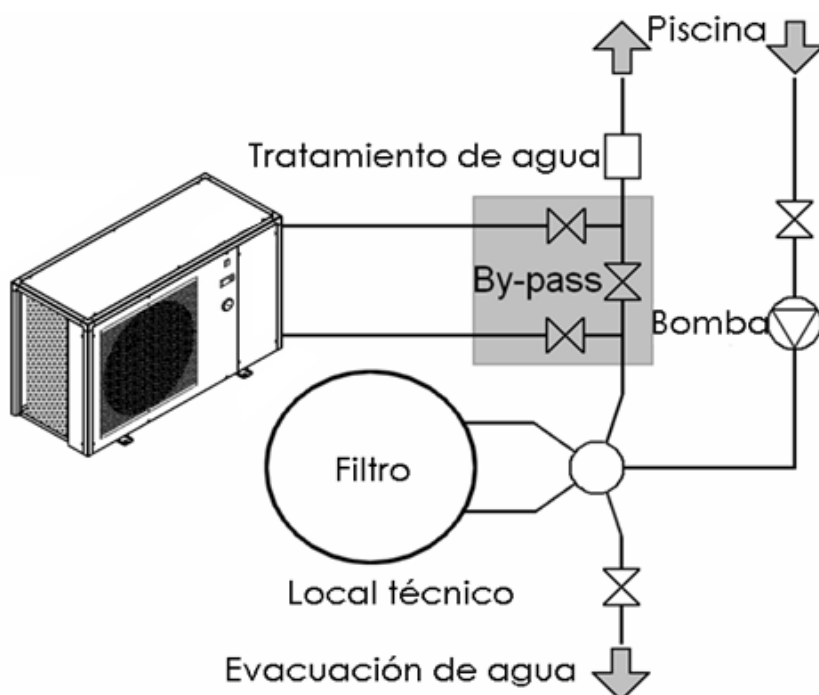 Piscina
Tratamiento de agua
By-pass
Bomba
Filtro
Local técnico
Evacuación de agua